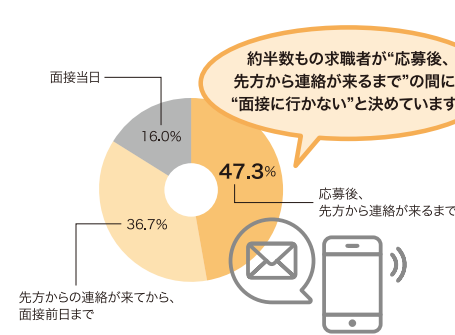 約半数もの求職者が“応募後、
先方から連絡が来るまで”の間に
“面接に行かない”と決めています
面接当日
16.0%
47.3%
応募後、
先方から連絡が来るまで
36.7%
先方からの連絡が来てから、
面接前日まで